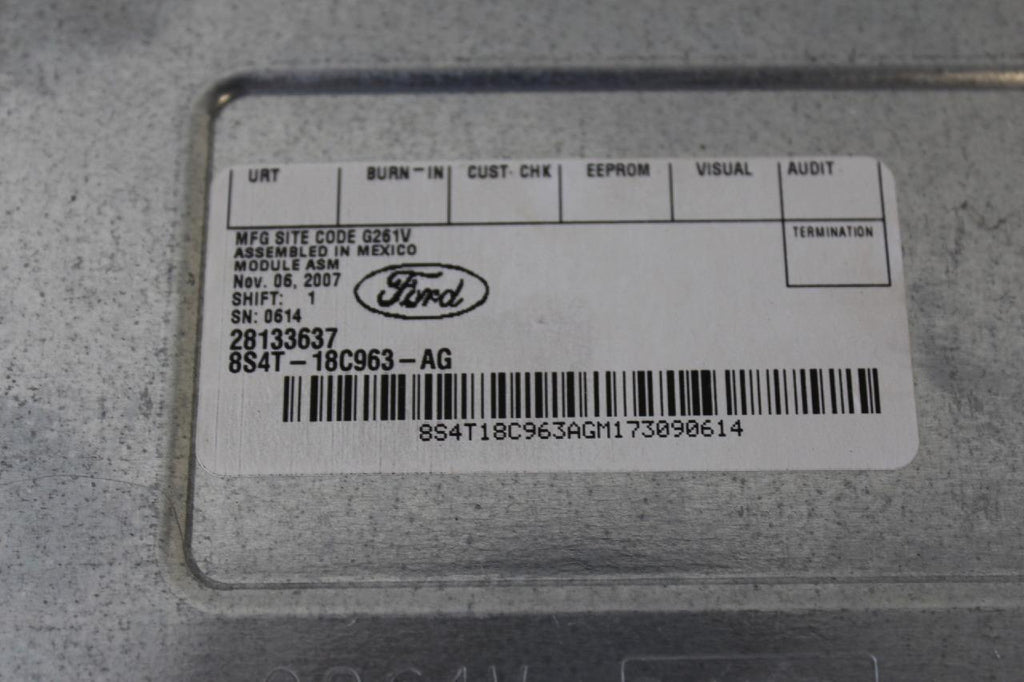 URT BURN-IN CUST. CHK EEPROM VISUAL AUDIT
TERMINATION
MFG SITE CODE G261V
ASSEMBLED IN MEXICO
MODULE ASM
Nov. 06, 2007
SHIFT: 1
SN: 0614
Ford
28133637
8S4T-18C963-AG
8S4T18C963AGM173090614